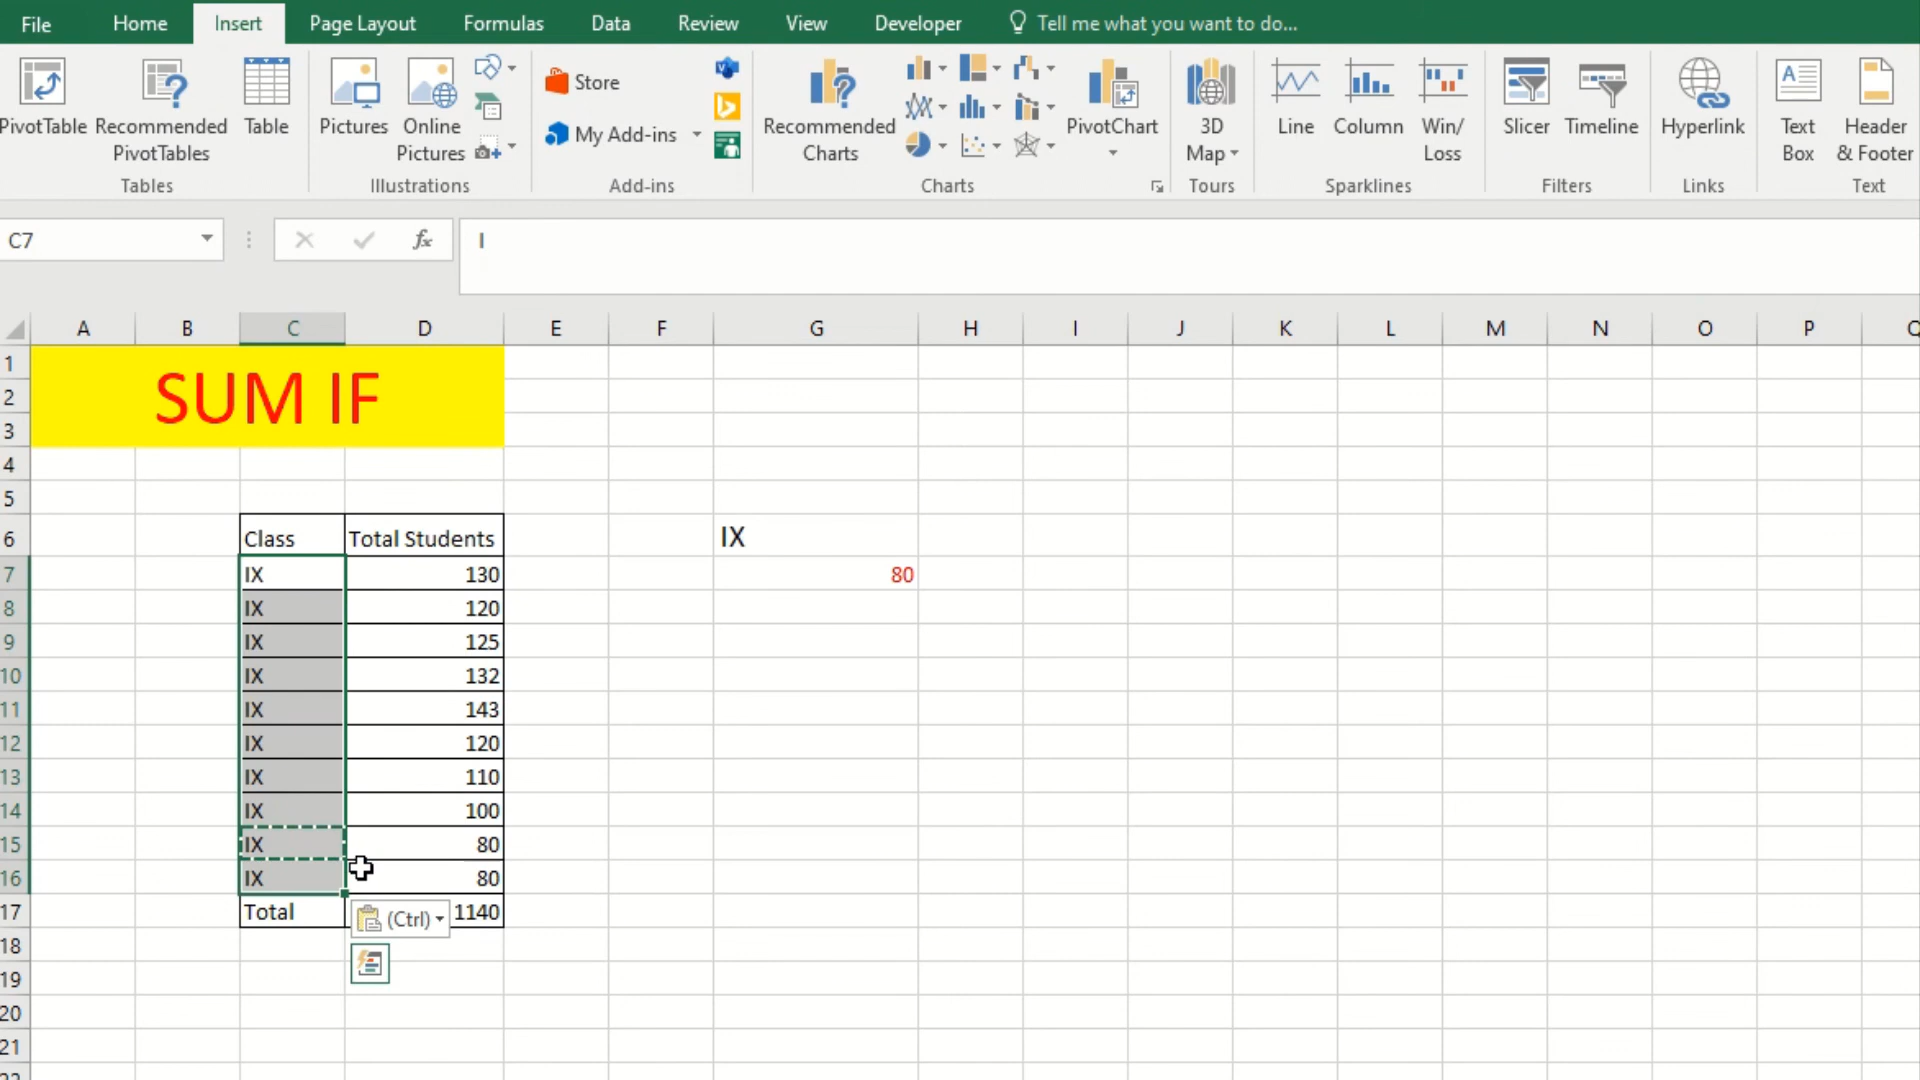 File Home Insert Page Layout Formulas Data Review View Developer Tell me what you want to do...
PivotTable Recommended PivotTables Table Pictures Online Pictures Store My Add-ins Recommended Charts PivotChart 3D Map Line Column Win/ Loss Slicer Timeline Hyperlink Text Box Header & Footer
Tables Illustrations Add-ins Charts Tours Sparklines Filters Links Text
C7 fx I
A B C D E F G H I J K L M N O P Q
1
SUM IF
2
3
4
5
6 Class Total Students IX
7 IX 130 80
8 IX 120
9 IX 125
10 IX 132
11 IX 143
12 IX 120
13 IX 110
14 IX 100
15 IX 80
16 IX 80
17 Total (Ctrl) 1140
18
19
20
21